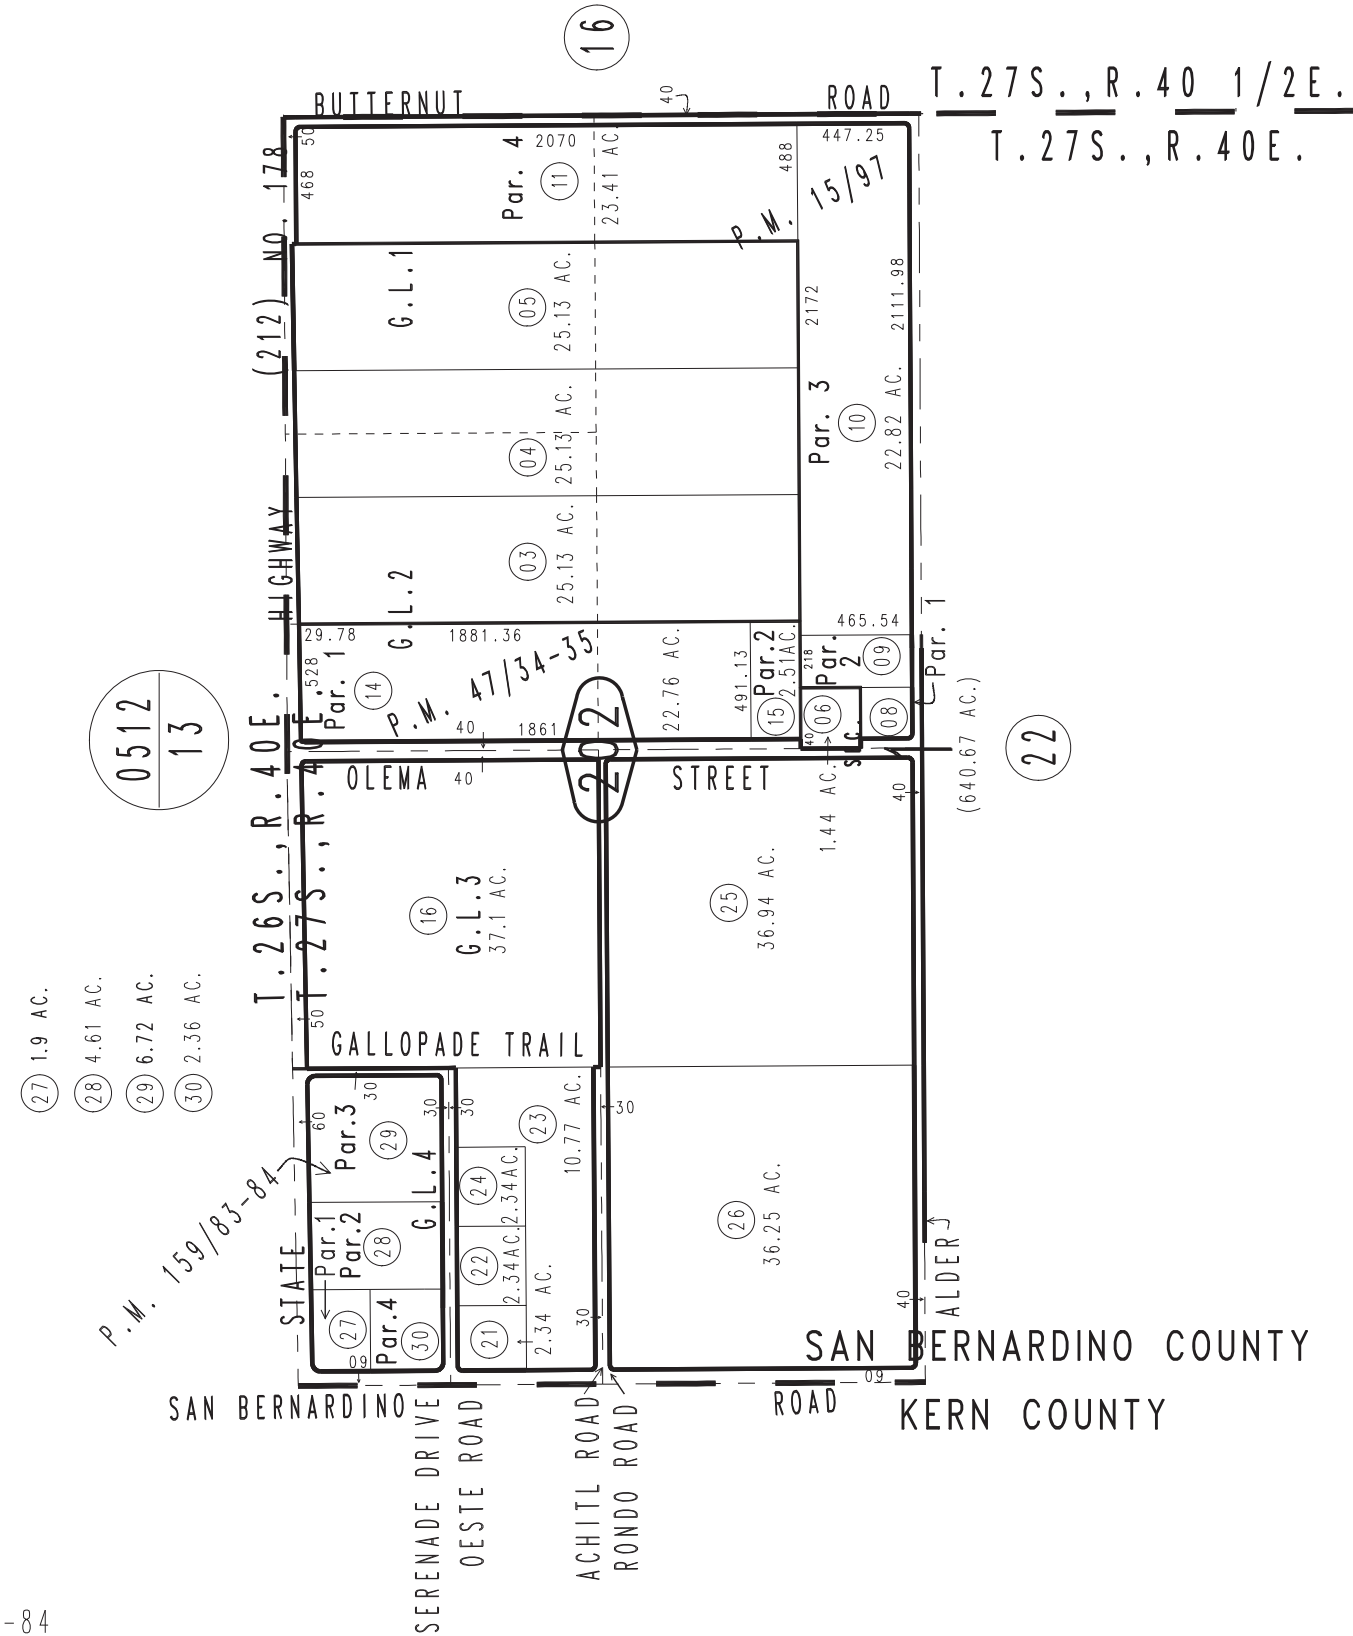 16
T.27S.,R.40 1/2E.
T.27S.,R.40E.
BUTTERNUT ROAD
40
STATE HIGHWAY (212) NO. 178
50
468
Par. 4
11
2070
23.41 AC.
488
447.25
P.M. 15/97
G.L.1
05
25.13 AC.
2172
2111.98
04
25.13 AC.
Par. 3
10
22.82 AC.
G.L.2
03
25.13 AC.
29.78
1881.36
528
Par. 1
14
P.M. 47/34-35
22.76 AC.
491.13
Par.2
15
2.51AC.
40
1861
465.54
218
Par. 2
09
06
08
Par. 1
40
1.44 AC.
(640.67 AC.)
0512
13
202
22
T.26S.,R.40E.
T.27S.,R.40E.
OLEMA STREET
40
40
16
G.L.3
37.1 AC.
25
36.94 AC.
50
GALLOPADE TRAIL
27 1.9 AC.
28 4.61 AC.
29 6.72 AC.
30 2.36 AC.
P.M. 159/83-84
60
30
30
30
Par.3
29
G.L.4
Par.1
Par.2
28
27
Par.4
30
60
23
10.77 AC.
30
24
2.34AC.
22
2.34AC.
21
2.34 AC.
30
26
36.25 AC.
40
60
ALDER
SAN BERNARDINO COUNTY
KERN COUNTY
SAN BERNARDINO ROAD
SERENADE DRIVE
OESTE ROAD
ACHITL ROAD
RONDO ROAD
-84